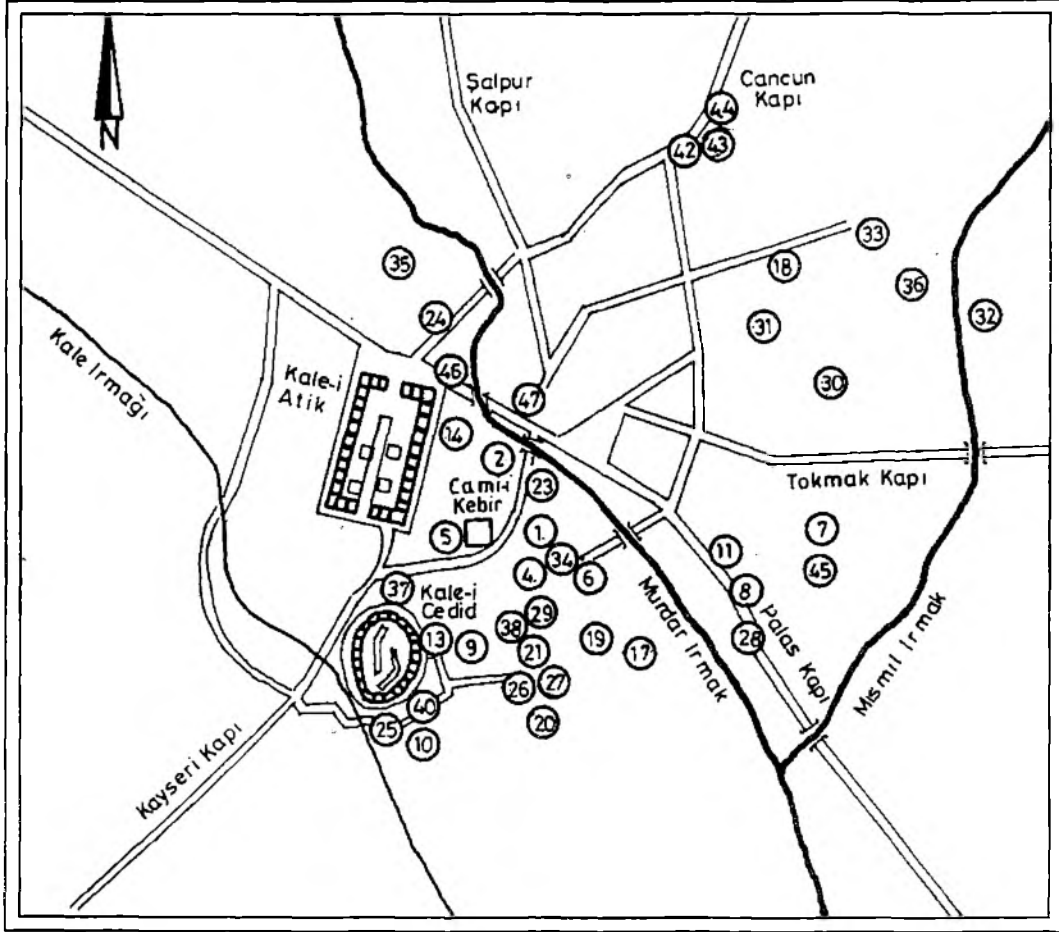 Şalpur
Kapı
Cancun
Kapı
44
42
43
N
35
33
18
36
32
24
31
Kale Irmağı
Kale-i
Atik
46
30
47
14
2
Camii
Kebir
23
Tokmak Kapı
5
1.
7
11
34
4.
6
45
37
Kale-i
Cedid
8
29
38
13
9
21
19
17
28
Murdar Irmak
Palas Kapı
Mısmıl Irmak
26
27
40
20
25
10
Kayseri Kapı